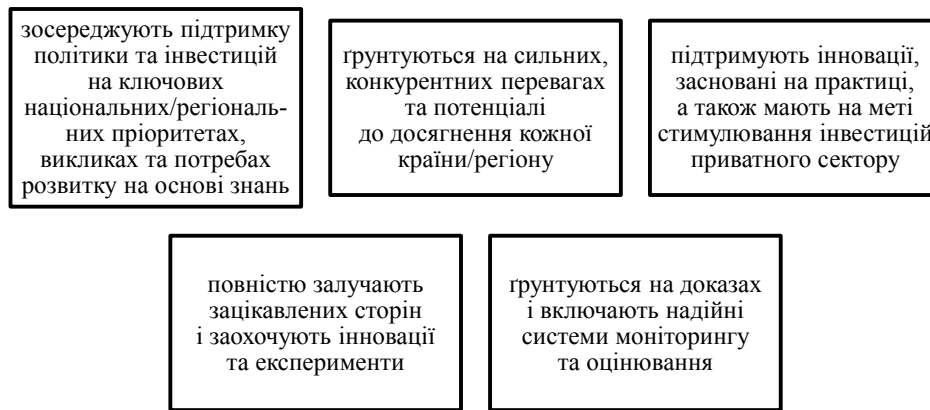 зосереджують підтримку
політики та інвестицій
на ключових
національних/регіональ-
них пріоритетах,
викликах та потребах
розвитку на основі знань
ґрунтуються на сильних,
конкурентних перевагах
та потенціалі
до досягнення кожної
країни/регіону
підтримують інновації,
засновані на практиці,
а також мають на меті
стимулювання інвестицій
приватного сектору
повністю залучають
зацікавлених сторін
і заохочують інновації
та експерименти
ґрунтуються на доказах
і включають надійні
системи моніторингу
та оцінювання